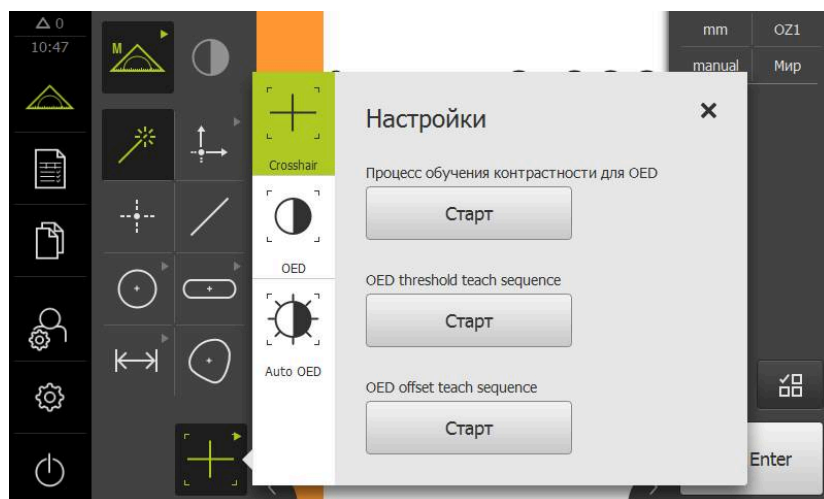 0
10:47
M
mm OZ1
manual Мир
Crosshair
OED
Auto OED
Настройки
Процесс обучения контрастности для OED
Старт
OED threshold teach sequence
Старт
OED offset teach sequence
Старт
Enter